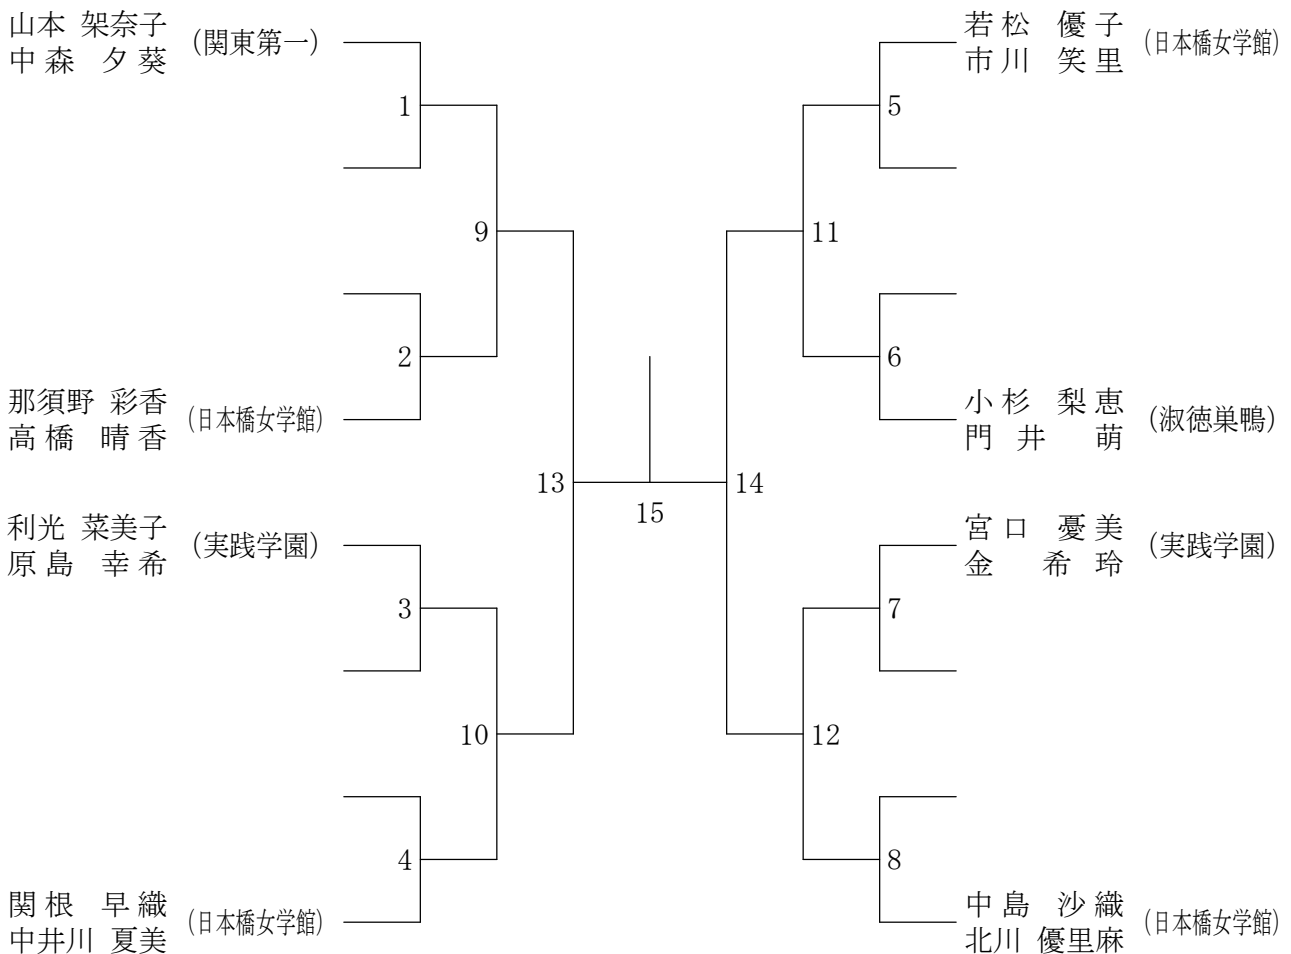 山本 架奈子
中森 夕葵 (関東第一)
1
9
2
那須野 彩香
高橋 晴香 (日本橋女学館)
13
利光 菜美子
原島 幸希 (実践学園)
3
10
4
関根 早織
中井川 夏美 (日本橋女学館)
15
若松 優子
市川 笑里 (日本橋女学館)
5
11
6
小杉 梨恵
門井 萌 (淑徳巣鴨)
14
宮口 憂美
金 希玲 (実践学園)
7
12
8
中島 沙織
北川 優里麻 (日本橋女学館)